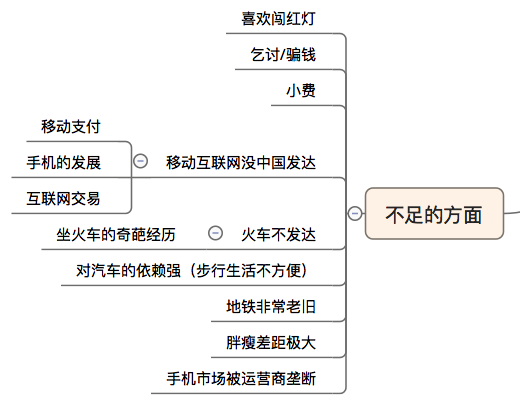 喜欢闯红灯
乞讨/骗钱
小费
移动支付
手机的发展
移动互联网没中国发达
互联网交易
不足的方面
坐火车的奇葩经历
火车不发达
对汽车的依赖强（步行生活不方便）
地铁非常老旧
胖瘦差距极大
手机市场被运营商垄断